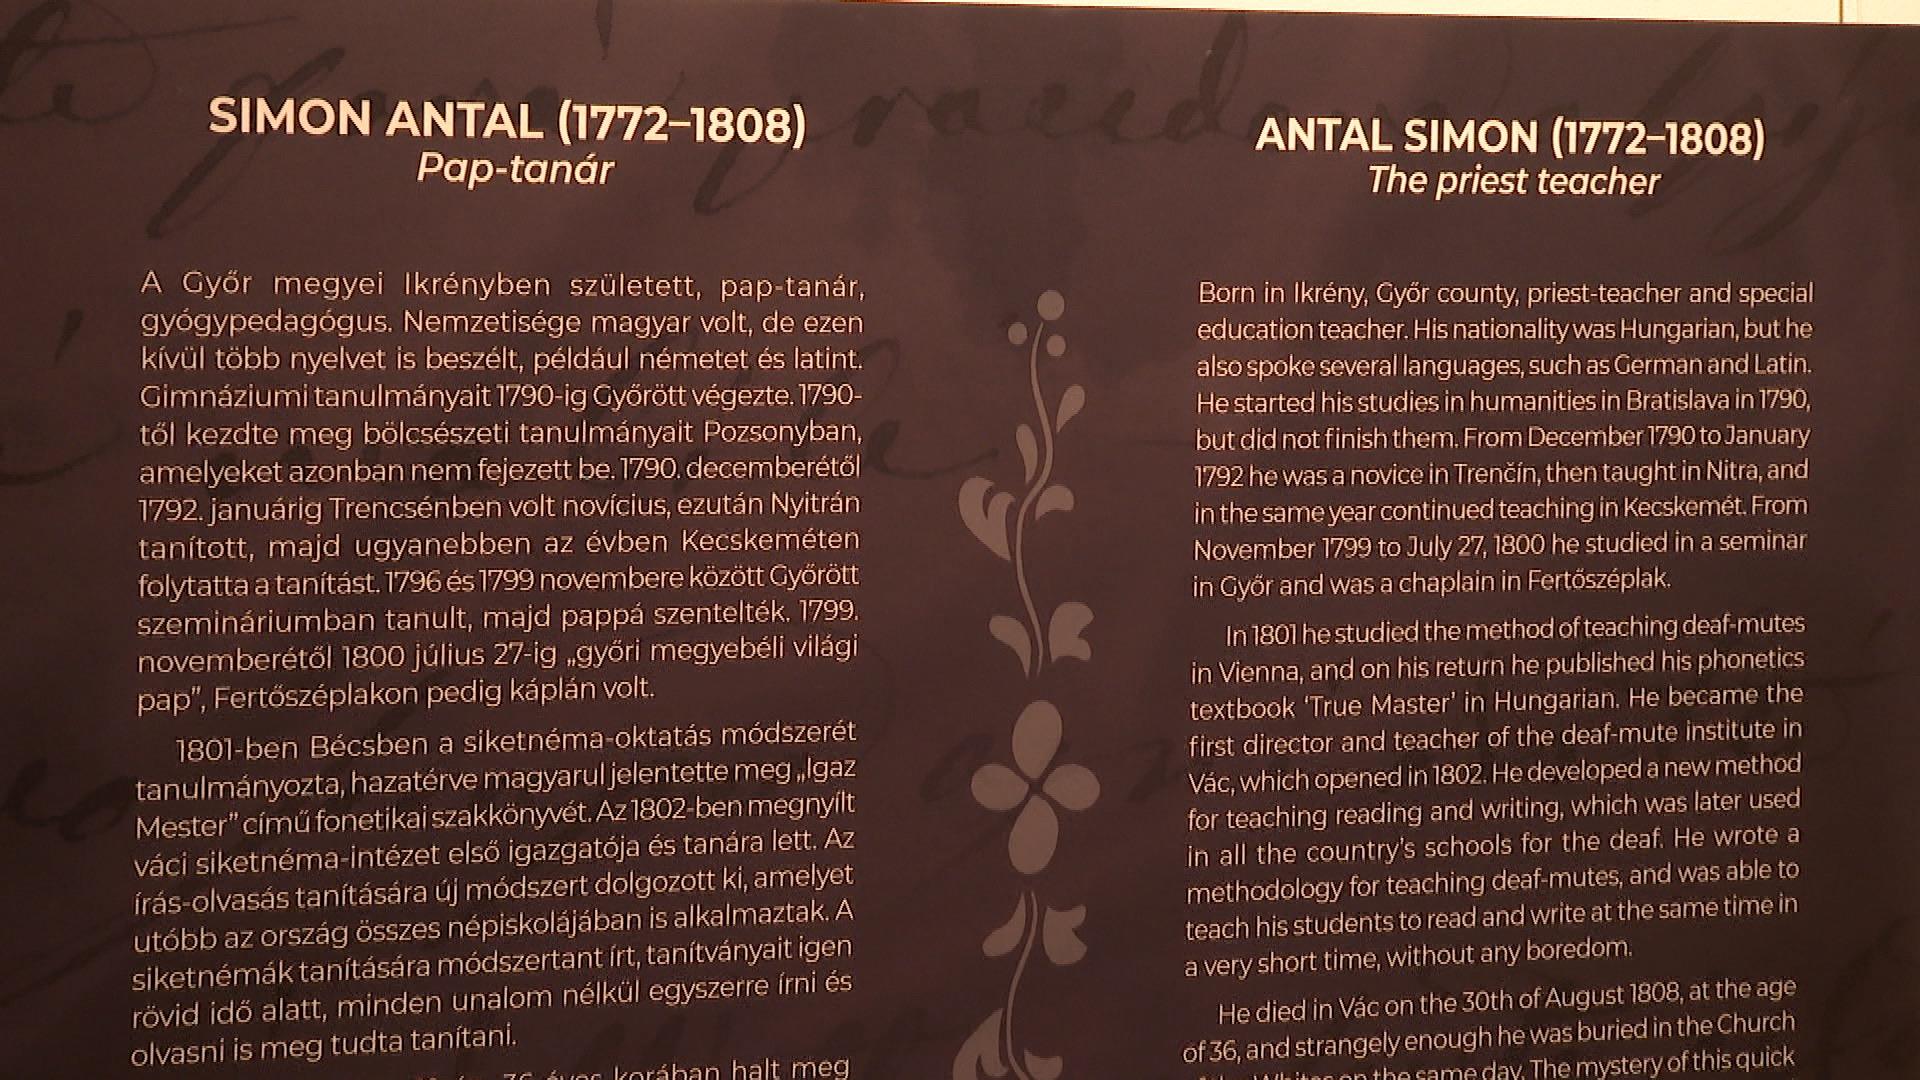 SIMON ANTAL (1772–1808)
Pap-tanár
A Győr megyei Ikrényben született, pap-tanár,
gyógypedagógus. Nemzetisége magyar volt, de ezen
kívül több nyelvet is beszélt, például németet és latint.
Gimnáziumi tanulmányait 1790-ig Győrött végezte. 1790-
től kezdte meg bölcsészeti tanulmányait Pozsonyban,
amelyeket azonban nem fejezett be. 1790. decemberétől
1792. januárig Trencsénben volt novícius, ezután Nyitrán
tanított, majd ugyanebben az évben Kecskeméten
folytatta a tanítást. 1796 és 1799 novembere között Győrött
szemináriumban tanult, majd pappá szentelték. 1799.
novemberétől 1800 július 27-ig „győri megyebéli világi
pap”, Fertőszéplakon pedig káplán volt.
1801-ben Bécsben a siketnéma-oktatás módszerét
tanulmányozta, hazatérve magyarul jelentette meg „Igaz
Mester” című fonetikai szakkönyvét. Az 1802-ben megnyílt
váci siketnéma-intézet első igazgatója és tanára lett. Az
írás-olvasás tanítására új módszert dolgozott ki, amelyet
utóbb az ország összes népiskolájában is alkalmaztak. A
siketnémák tanítására módszertant írt, tanítványait igen
rövid idő alatt, minden unalom nélkül egyszerre írni és
olvasni is meg tudta tanítani.
36 éves korában halt meg
ANTAL SIMON (1772–1808)
The priest teacher
Born in Ikrény, Győr county, priest-teacher and special
education teacher. His nationality was Hungarian, but he
also spoke several languages, such as German and Latin.
He started his studies in humanities in Bratislava in 1790,
but did not finish them. From December 1790 to January
1792 he was a novice in Trenčín, then taught in Nitra, and
in the same year continued teaching in Kecskemét. From
November 1799 to July 27, 1800 he studied in a seminar
in Győr and was a chaplain in Fertőszéplak.
In 1801 he studied the method of teaching deaf-mutes
in Vienna, and on his return he published his phonetics
textbook ‘True Master’ in Hungarian. He became the
first director and teacher of the deaf-mute institute in
Vác, which opened in 1802. He developed a new method
for teaching reading and writing, which was later used
in all the country’s schools for the deaf. He wrote a
methodology for teaching deaf-mutes, and was able to
teach his students to read and write at the same time in
a very short time, without any boredom.
He died in Vác on the 30th of August 1808, at the age
of 36, and strangely enough he was buried in the Church
Whites on the same day. The mystery of this quick